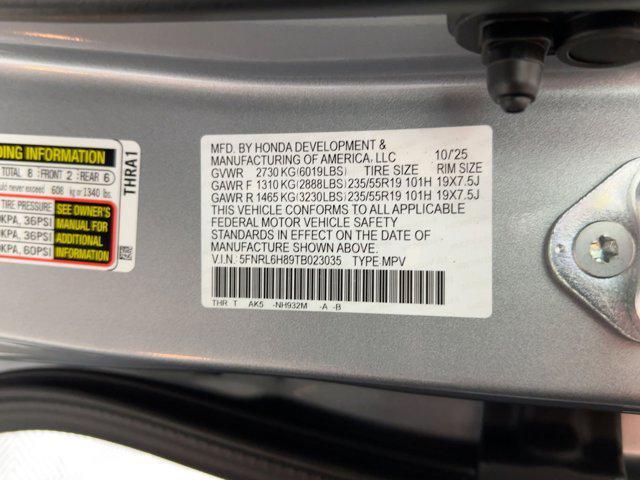 DING INFORMATION
TOTAL 8 FRONT 2 REAR 6
ould never exceed 608 kg or 1340 lbs.
TIRE PRESSURE
KPA, 36PSI
KPA, 36PSI
KPA, 60PSI
SEE OWNER'S
MANUAL FOR
ADDITIONAL
INFORMATION
THRA1
MFD. BY HONDA DEVELOPMENT &
MANUFACTURING OF AMERICA, LLC 10/'25
GVWR 2730 KG(6019LBS) TIRE SIZE RIM SIZE
GAWR F 1310 KG(2888LBS) 235/55R19 101H 19X7.5J
GAWR R 1465 KG(3230LBS) 235/55R19 101H 19X7.5J
THIS VEHICLE CONFORMS TO ALL APPLICABLE
FEDERAL MOTOR VEHICLE SAFETY
STANDARDS IN EFFECT ON THE DATE OF
MANUFACTURE SHOWN ABOVE.
V.I.N: 5FNRL6H89TB023035 TYPE MPV
THR T AK5 -NH932M -A -B